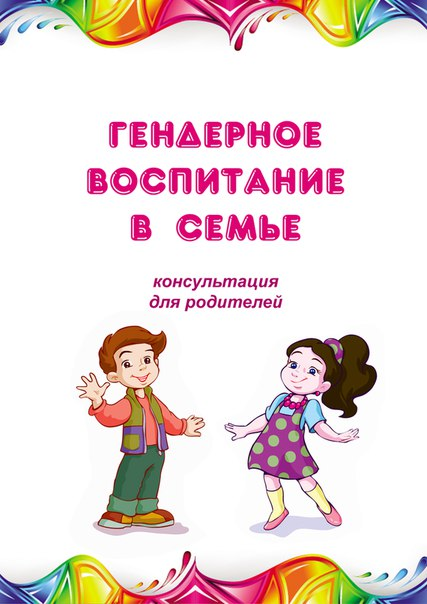 ГЕНДЕРНОЕ
ВОСПИТАНИЕ
В СЕМЬЕ
консультация
для родителей